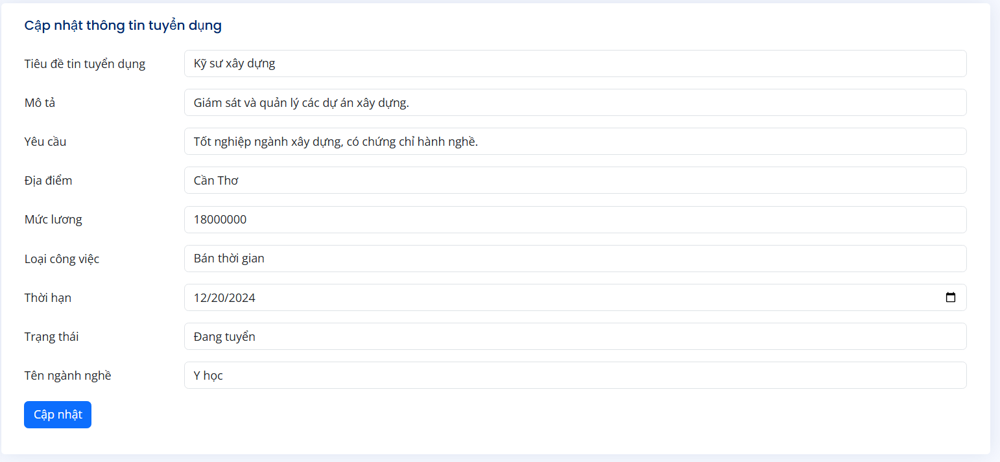 Cập nhật thông tin tuyển dụng
Tiêu đề tin tuyển dụng Kỹ sư xây dựng
Mô tả Giám sát và quản lý các dự án xây dựng.
Yêu cầu Tốt nghiệp ngành xây dựng, có chứng chỉ hành nghề.
Địa điểm Cần Thơ
Mức lương 18000000
Loại công việc Bán thời gian
Thời hạn 12/20/2024
Trạng thái Đang tuyển
Tên ngành nghề Y học
Cập nhật